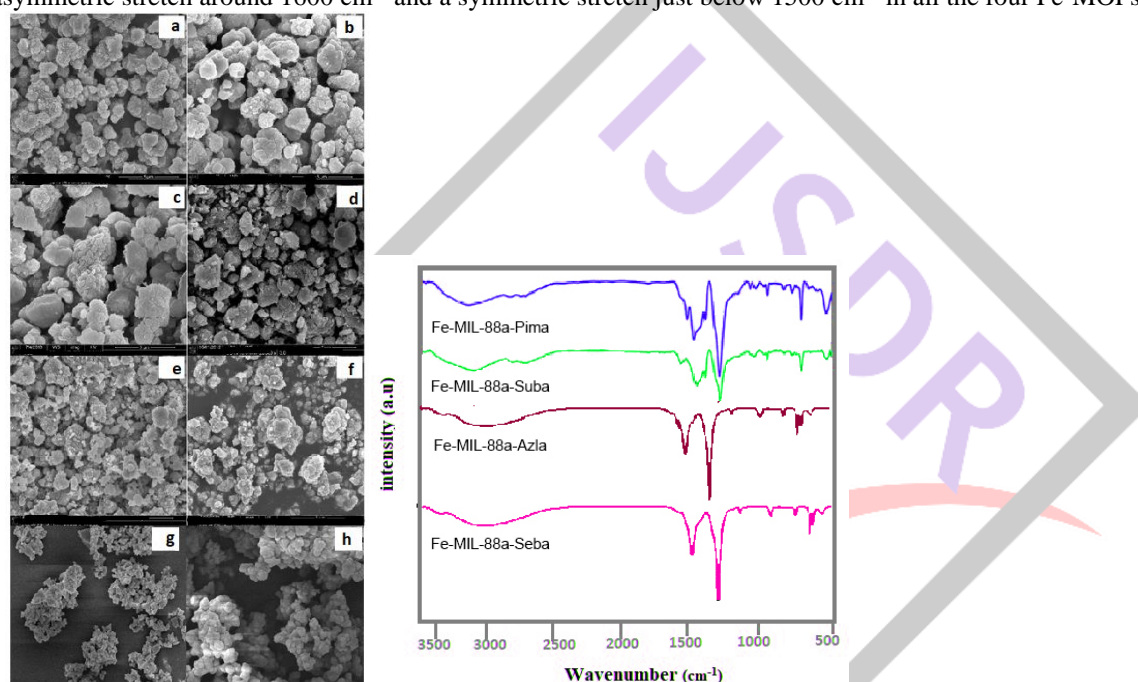 asymmetric stretch around 1600 cm⁻¹ and a symmetric stretch just below 1500 cm⁻¹ in all the four Fe-MOFs
a
b
c
d
e
f
g
h
IJSDR
Fe-MIL-88a-Pima
Fe-MIL-88a-Suba
Fe-MIL-88a-Azla
Fe-MIL-88a-Seba
intensity (a.u)
3500 3000 2500 2000 1500 1000 500
Wavenumber (cm⁻¹)